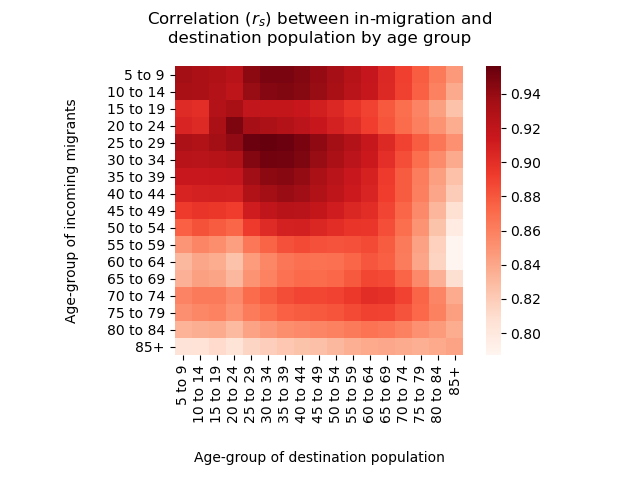 Correlation (rs) between in-migration and
destination population by age group
Age-group of incoming migrants
5 to 9
10 to 14
15 to 19
20 to 24
25 to 29
30 to 34
35 to 39
40 to 44
45 to 49
50 to 54
55 to 59
60 to 64
65 to 69
70 to 74
75 to 79
80 to 84
85+
5 to 9
10 to 14
15 to 19
20 to 24
25 to 29
30 to 34
35 to 39
40 to 44
45 to 49
50 to 54
55 to 59
60 to 64
65 to 69
70 to 74
75 to 79
80 to 84
85+
Age-group of destination population
0.94
0.92
0.90
0.88
0.86
0.84
0.82
0.80